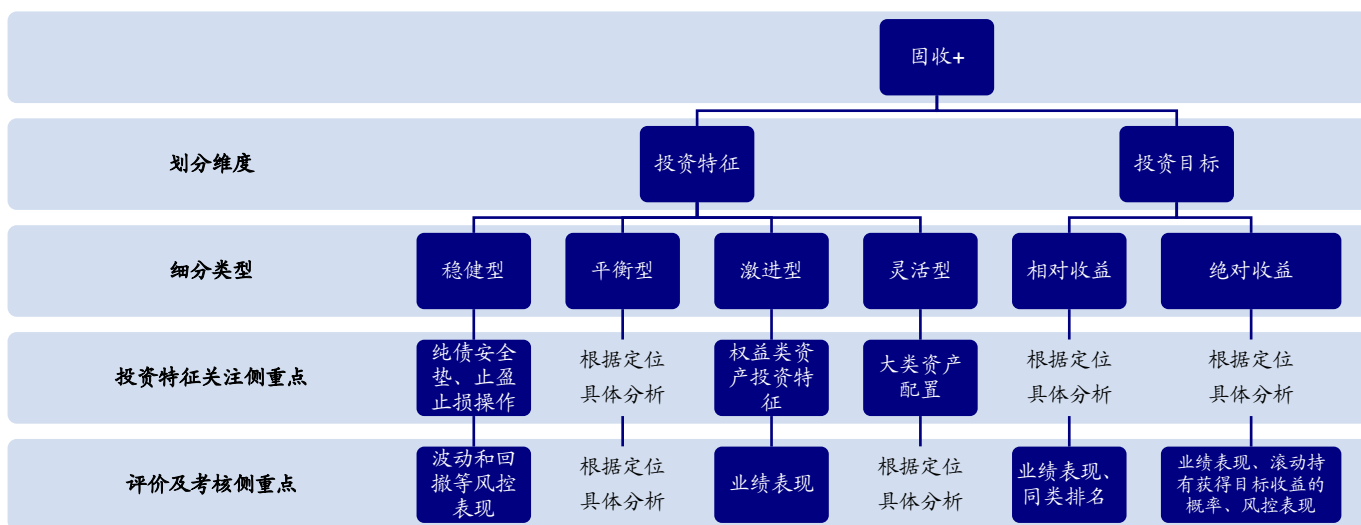 固收+
划分维度
投资特征
投资目标
细分类型
稳健型
平衡型
激进型
灵活型
相对收益
绝对收益
投资特征关注侧重点
纯债安全
垫、止盈
止损操作
根据定位
具体分析
权益类资
产投资特
征
大类资产
配置
根据定位
具体分析
根据定位
具体分析
评价及考核侧重点
波动和回
撤等风控
表现
根据定位
具体分析
业绩表现
根据定位
具体分析
业绩表现、
同类排名
业绩表现、滚动持
有获得目标收益的
概率、风控表现